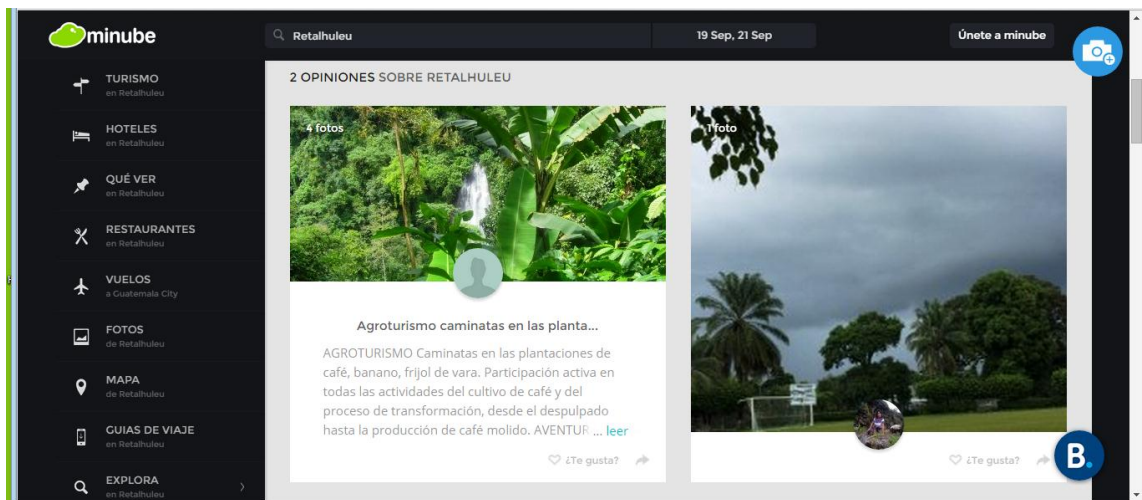 minube
Retalhuleu
19 Sep, 21 Sep
Únete a minube
TURISMO
en Retalhuleu
HOTELES
en Retalhuleu
QUÉ VER
en Retalhuleu
RESTAURANTES
en Retalhuleu
VUELOS
a Guatemala City
FOTOS
de Retalhuleu
MAPA
de Retalhuleu
GUIAS DE VIAJE
en Retalhuleu
EXPLORA
en Retalhuleu
2 OPINIONES SOBRE RETALHULEU
4 fotos
Agroturismo caminatas en las planta...
AGROTURISMO Caminatas en las plantaciones de
café, banano, frijol de vara. Participación activa en
todas las actividades del cultivo de café y del
proceso de transformación, desde el despulpado
hasta la producción de café molido. AVENTUR ... leer
¿Te gusta?
1 foto
¿Te gusta?
B.